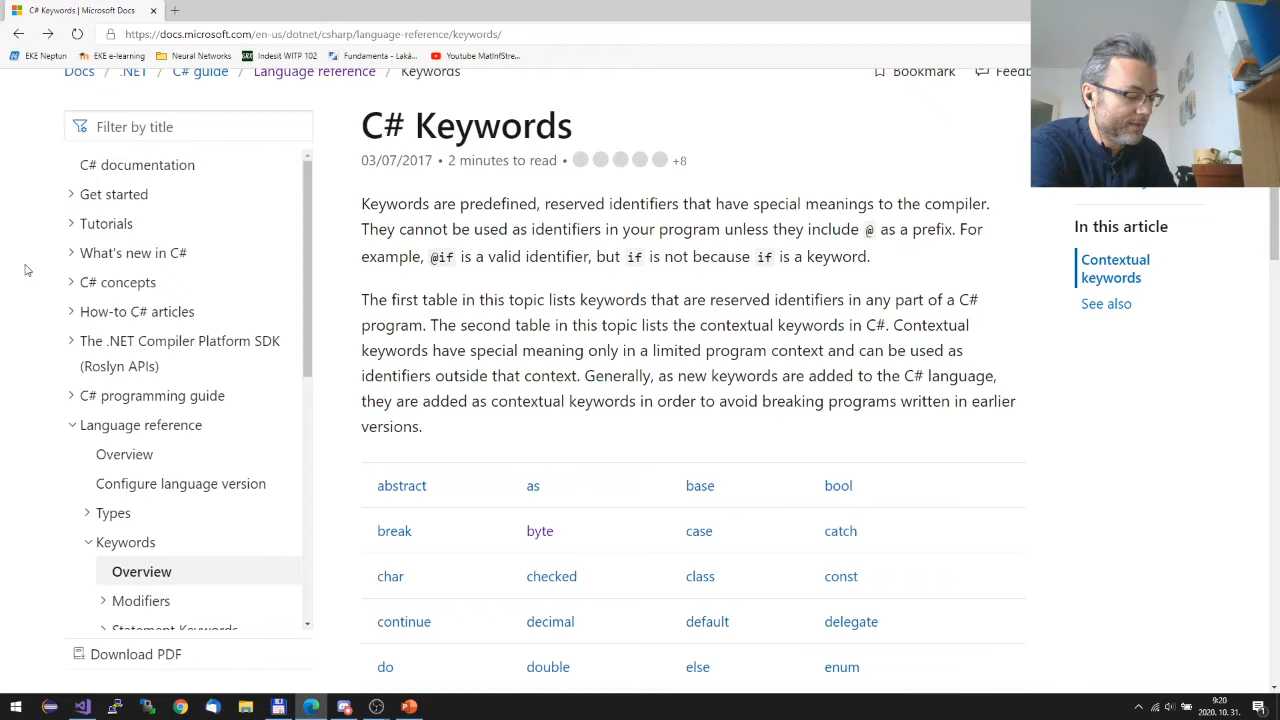 C# Keywords | Microsoft Docs
https://docs.microsoft.com/en-us/dotnet/csharp/language-reference/keywords/
EKE Neptun
EKE e-learning
Neural Networks
Indesit WITP 102
Fundamenta - Laká...
Youtube MatInfStre...
Docs / .NET / C# guide / Language reference / Keywords
Bookmark
Feedb
Filter by title
C# documentation
Get started
Tutorials
What's new in C#
C# concepts
How-to C# articles
The .NET Compiler Platform SDK
(Roslyn APIs)
C# programming guide
Language reference
Overview
Configure language version
Types
Keywords
Overview
Modifiers
Statement Keywords
Download PDF
C# Keywords
03/07/2017 • 2 minutes to read • +8
Keywords are predefined, reserved identifiers that have special meanings to the compiler.
They cannot be used as identifiers in your program unless they include @ as a prefix. For
example, @if is a valid identifier, but if is not because if is a keyword.
The first table in this topic lists keywords that are reserved identifiers in any part of a C#
program. The second table in this topic lists the contextual keywords in C#. Contextual
keywords have special meaning only in a limited program context and can be used as
identifiers outside that context. Generally, as new keywords are added to the C# language,
they are added as contextual keywords in order to avoid breaking programs written in earlier
versions.
abstract as base bool
break byte case catch
char checked class const
continue decimal default delegate
do double else enum
In this article
Contextual
keywords
See also
9:20
2020. 10. 31.